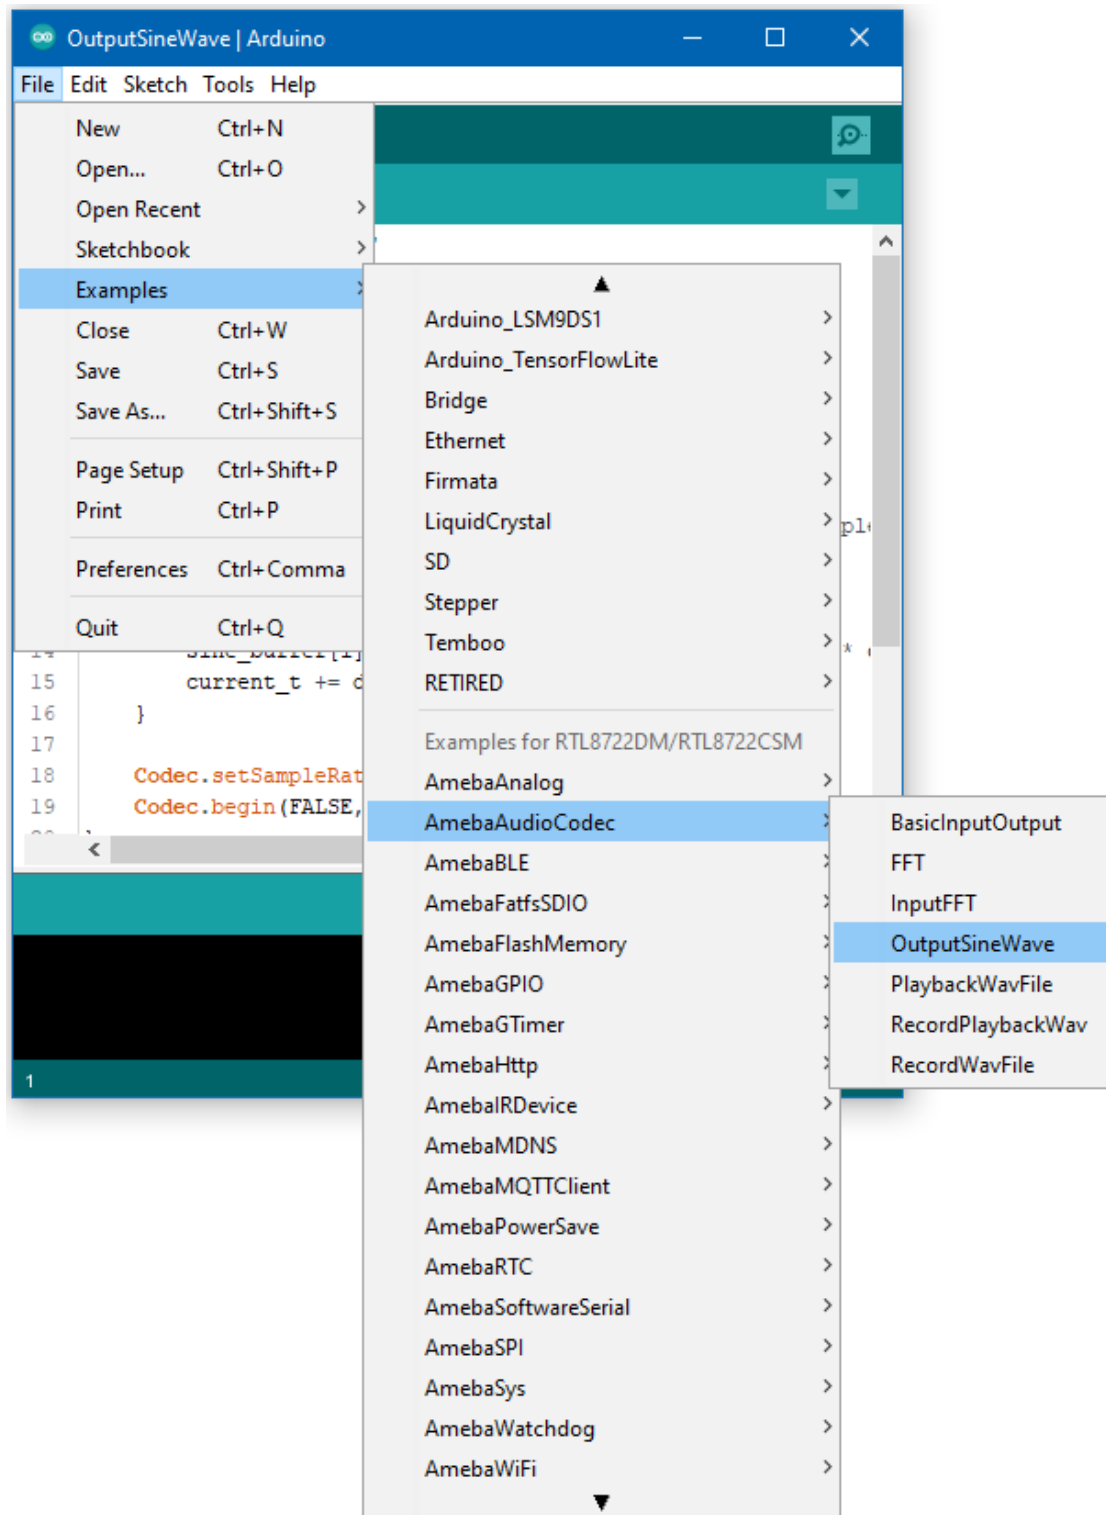 OutputSineWave | Arduino
File Edit Sketch Tools Help
New Ctrl+N
Open... Ctrl+O
Open Recent
Sketchbook
Examples
Close Ctrl+W
Save Ctrl+S
Save As... Ctrl+Shift+S
Page Setup Ctrl+Shift+P
Print Ctrl+P
Preferences Ctrl+Comma
Quit Ctrl+Q
Arduino_LSM9DS1
Arduino_TensorFlowLite
Bridge
Ethernet
Firmata
LiquidCrystal
SD
Stepper
Temboo
RETIRED
Examples for RTL8722DM/RTL8722CSM
AmebaAnalog
AmebaAudioCodec
AmebaBLE
AmebaFatfsSDIO
AmebaFlashMemory
AmebaGPIO
AmebaGTimer
AmebaHttp
AmebaIRDevice
AmebaMDNS
AmebaMQTTClient
AmebaPowerSave
AmebaRTC
AmebaSoftwareSerial
AmebaSPI
AmebaSys
AmebaWatchdog
AmebaWiFi
BasicInputOutput
FFT
InputFFT
OutputSineWave
PlaybackWavFile
RecordPlaybackWav
RecordWavFile
15 current_t +=
16 }
17
18 Codec.setSampleRat
19 Codec.begin(FALSE,
1